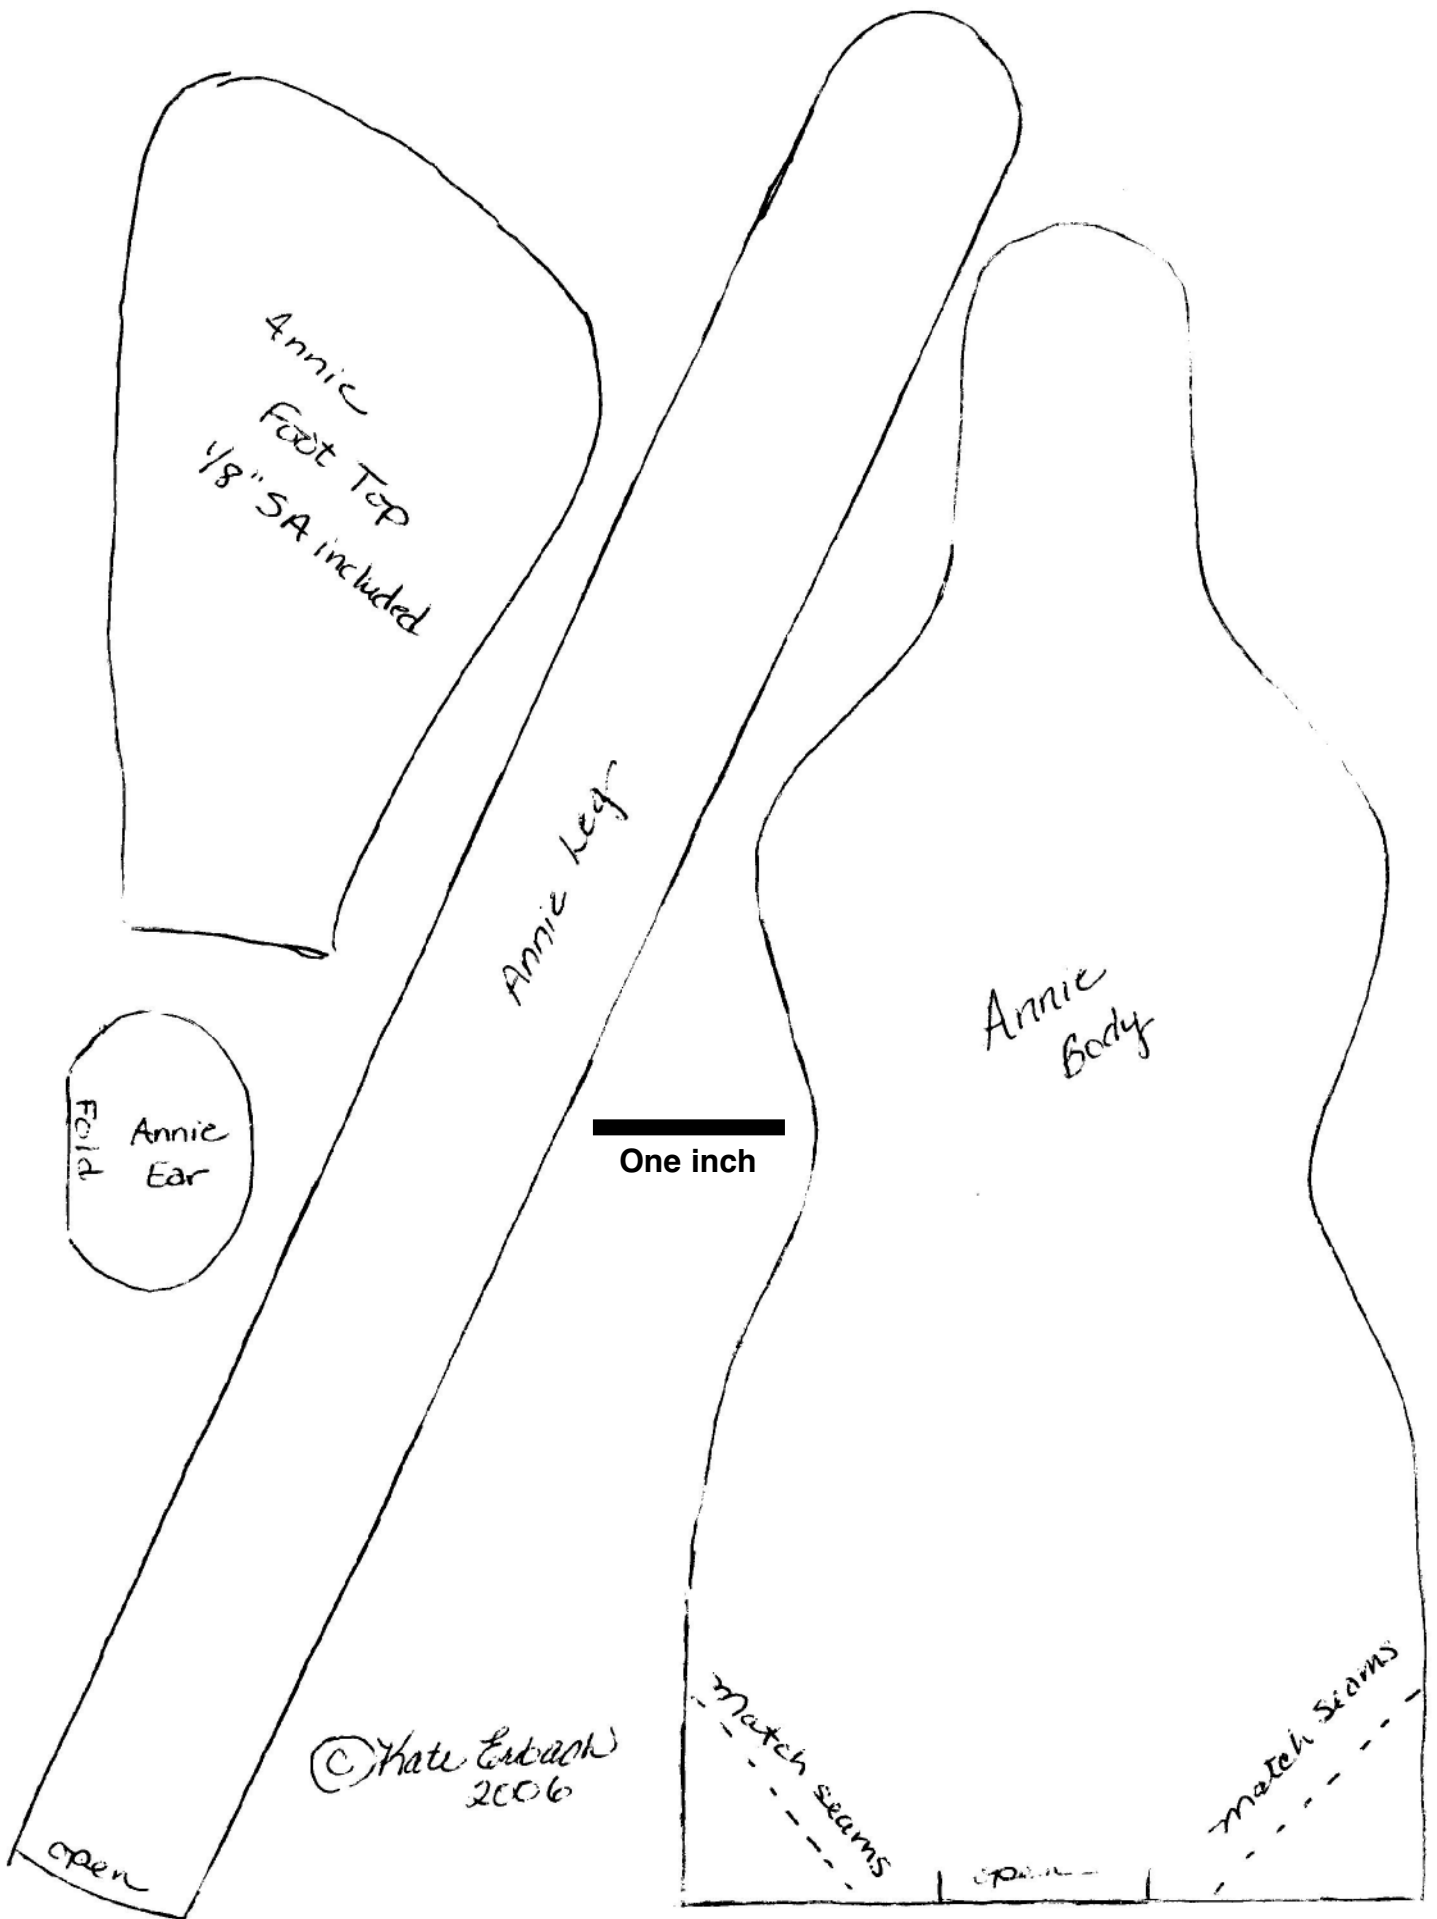 Annie
Foot Top
1/8" SA included
Annie Leg
Annie
Body
Fold
Annie
Ear
One inch
© Kate Erbach
2006
match seams
match seams
open
open